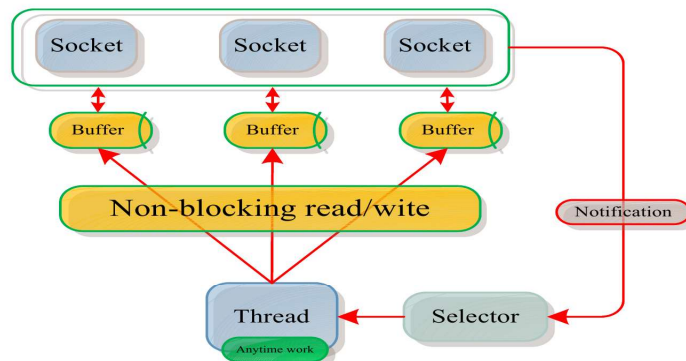 Socket Socket Socket
Buffer Buffer Buffer
Non-blocking read/wite
Notification
Thread Selector
Anytime work